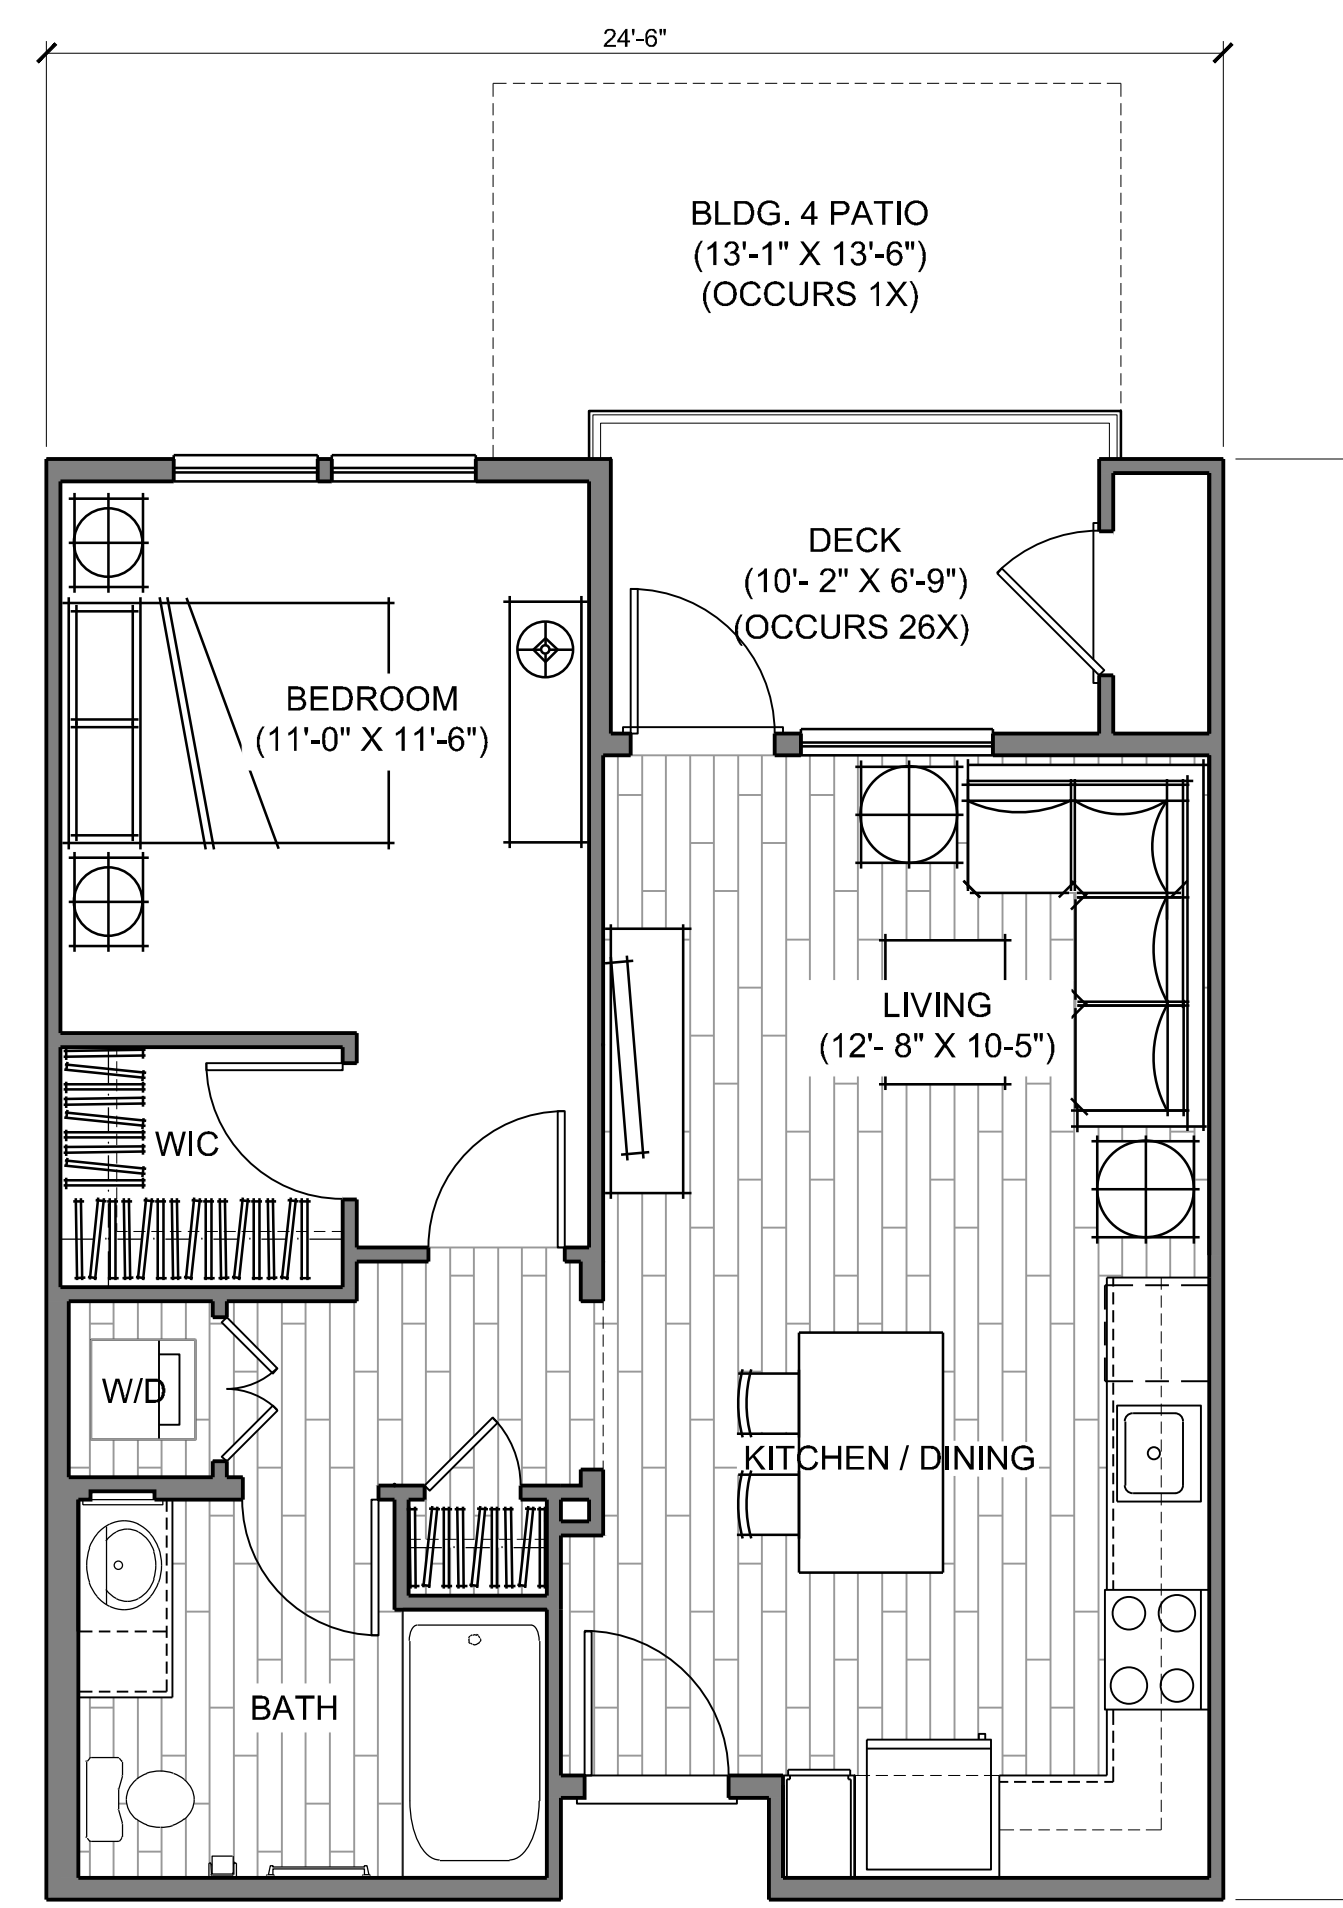 24'-6"
BLDG. 4 PATIO
(13'-1" X 13'-6")
(OCCURS 1X)
DECK
(10'- 2" X 6'-9")
(OCCURS 26X)
BEDROOM
(11'-0" X 11'-6")
LIVING
(12'- 8" X 10-5")
WIC
W/D
KITCHEN / DINING
BATH